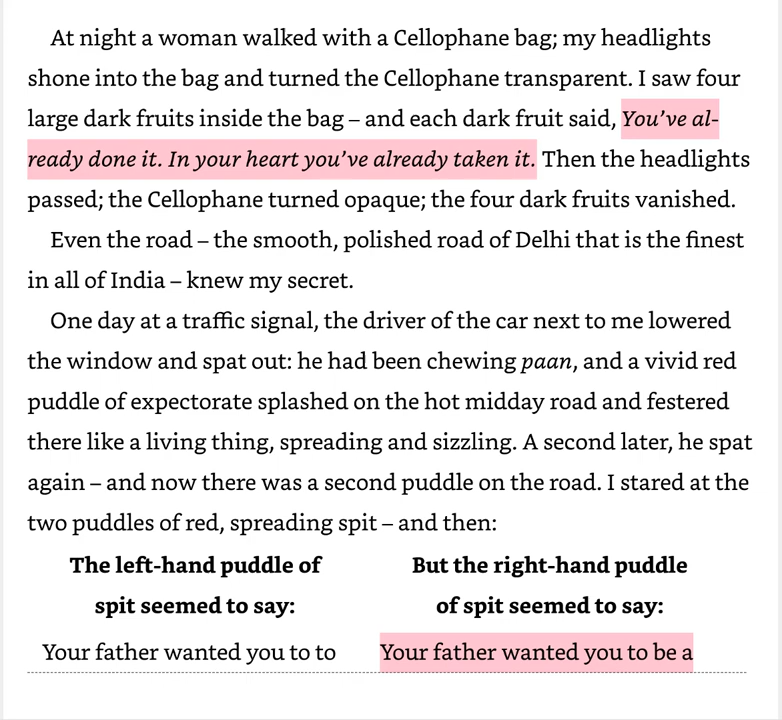 At night a woman walked with a Cellophane bag; my headlights
shone into the bag and turned the Cellophane transparent. I saw four
large dark fruits inside the bag – and each dark fruit said, You’ve al-
ready done it. In your heart you’ve already taken it. Then the headlights
passed; the Cellophane turned opaque; the four dark fruits vanished.
Even the road – the smooth, polished road of Delhi that is the finest
in all of India – knew my secret.
One day at a traffic signal, the driver of the car next to me lowered
the window and spat out: he had been chewing paan, and a vivid red
puddle of expectorate splashed on the hot midday road and festered
there like a living thing, spreading and sizzling. A second later, he spat
again – and now there was a second puddle on the road. I stared at the
two puddles of red, spreading spit – and then:
The left-hand puddle of
spit seemed to say:
Your father wanted you to to
But the right-hand puddle
of spit seemed to say:
Your father wanted you to be a